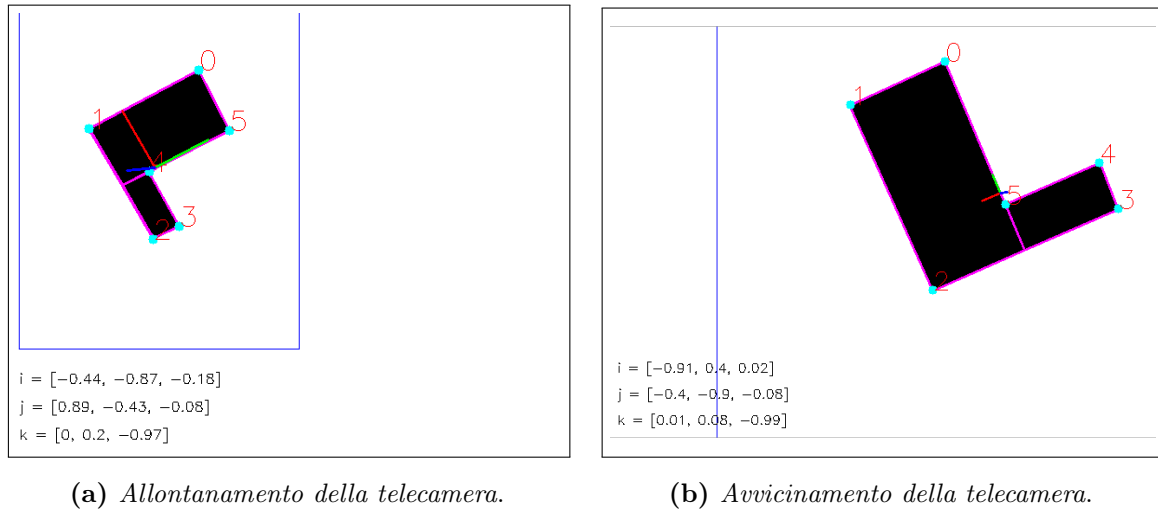 0
1
5
4
3
2
i = [−0.44, −0.87, −0.18]
j = [0.89, −0.43, −0.08]
k = [0, 0.2, −0.97]
(a) Allontanamento della telecamera.
0
1
4
5
3
2
i = [−0.91, 0.4, 0.02]
j = [−0.4, −0.9, −0.08]
k = [0.01, 0.08, −0.99]
(b) Avvicinamento della telecamera.